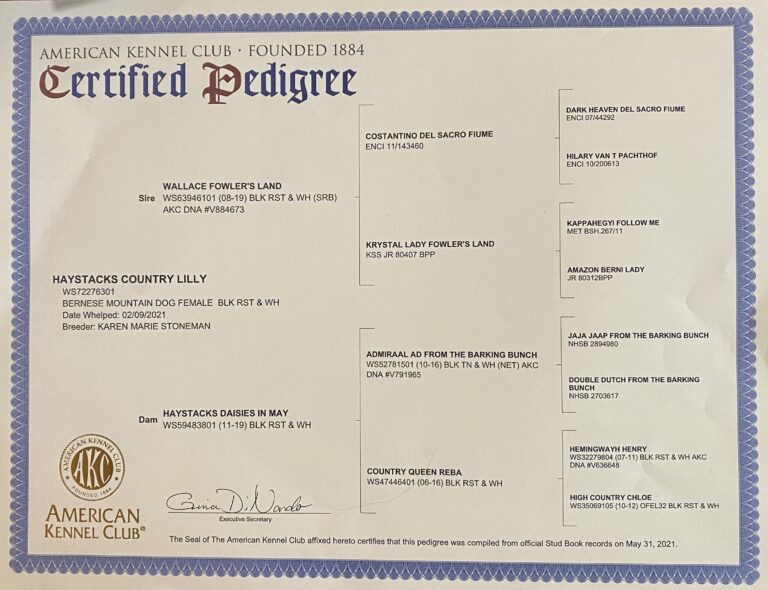 AMERICAN KENNEL CLUB · FOUNDED 1884
Certified Pedigree
HAYSTACKS COUNTRY LILLY
WS72276301
BERNESE MOUNTAIN DOG FEMALE BLK RST & WH
Date Whelped: 02/09/2021
Breeder: KAREN MARIE STONEMAN
WALLACE FOWLER'S LAND
Sire WS63946101 (08-19) BLK RST & WH (SRB)
AKC DNA #V884673
HAYSTACKS DAISIES IN MAY
Dam WS59483801 (11-19) BLK RST & WH
COSTANTINO DEL SACRO FIUME
ENCI 11/143460
KRYSTAL LADY FOWLER'S LAND
KSS JR 80407 BPP
ADMIRAAL AD FROM THE BARKING BUNCH
WS52781501 (10-16) BLK TN & WH (NET) AKC
DNA #V791965
COUNTRY QUEEN REBA
WS47446401 (06-16) BLK RST & WH
DARK HEAVEN DEL SACRO FIUME
ENCI 07/44292
HILARY VAN T PACHTHOF
ENCI 10/200613
KAPPAHEGYI FOLLOW ME
MET BSH.267/11
AMAZON BERNI LADY
JR 80312BPP
JAJA JAAP FROM THE BARKING BUNCH
NHSB 2894980
DOUBLE DUTCH FROM THE BARKING
BUNCH
NHSB 2703617
HEMINGWAYH HENRY
WS32279804 (07-11) BLK RST & WH AKC
DNA #V636648
HIGH COUNTRY CHLOE
WS35069105 (10-12) OFEL32 BLK RST & WH
AMERICAN KENNEL CLUB
AKC
FOUNDED 1884
AMERICAN
KENNEL CLUB®
Gina DiNardo
Executive Secretary
The Seal of The American Kennel Club affixed hereto certifies that this pedigree was compiled from official Stud Book records on May 31, 2021.